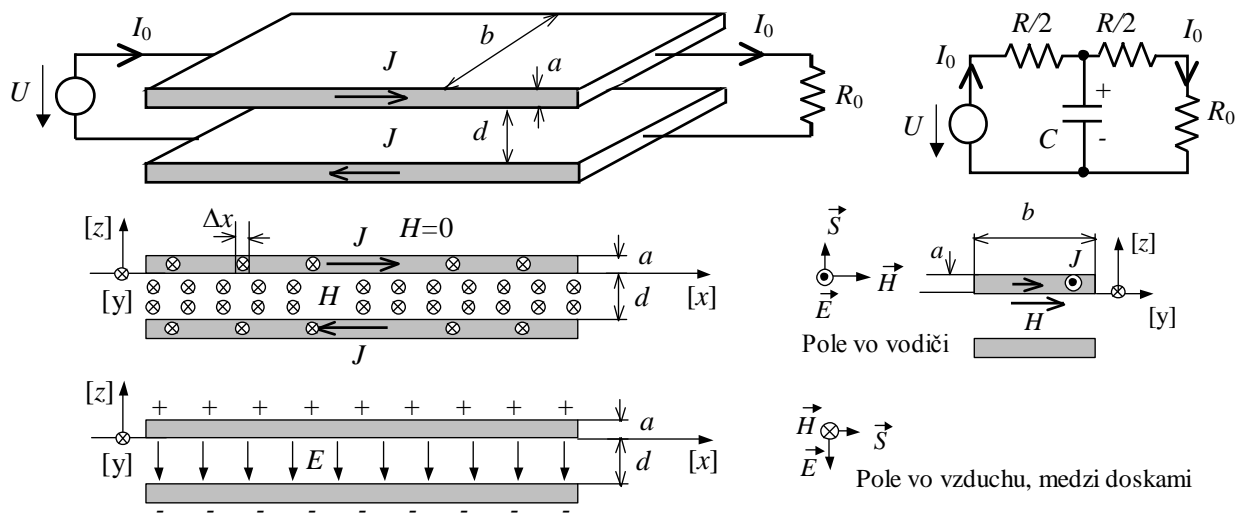 I₀
b
I₀
J
a
U
R₀
J
d
R/2
R/2
I₀
I₀
+
U
C
-
R₀
[z]
Δx
J
H=0
a
[y]
H
d
[x]
J
S
H
E
b
a
J
[z]
H
[y]
Pole vo vodiči
[z]
+ + + + + + + + +
a
[y]
E
d
[x]
- - - - - - - - -
H
S
E
Pole vo vzduchu, medzi doskami